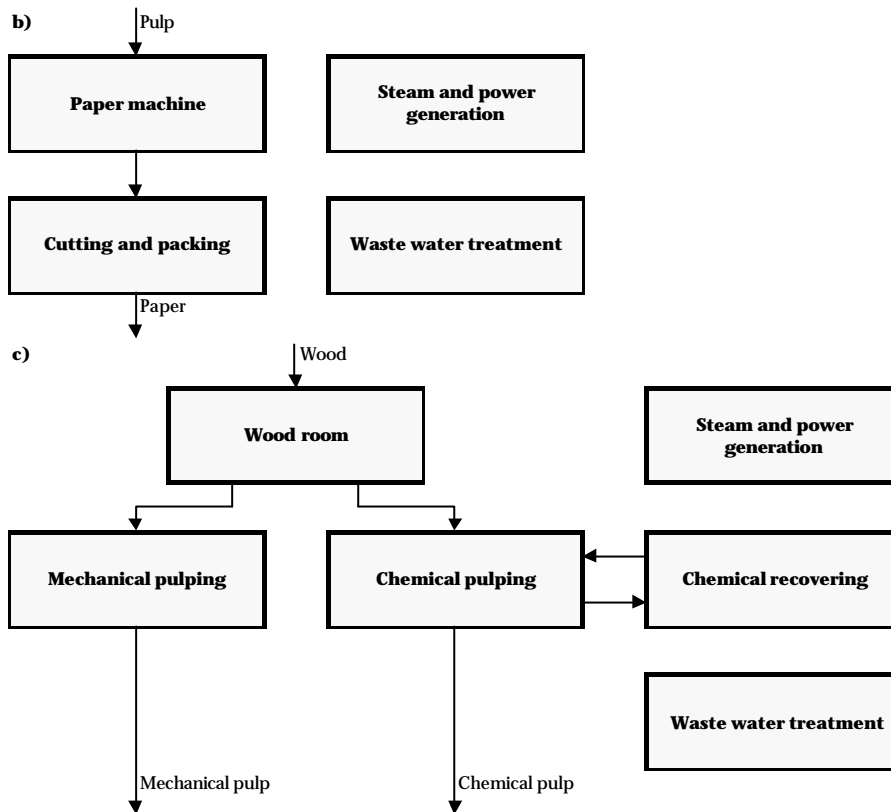 b)
Pulp
Paper machine
Steam and power
generation
Cutting and packing
Waste water treatment
Paper
c)
Wood
Wood room
Steam and power
generation
Mechanical pulping
Chemical pulping
Chemical recovering
Waste water treatment
Mechanical pulp
Chemical pulp